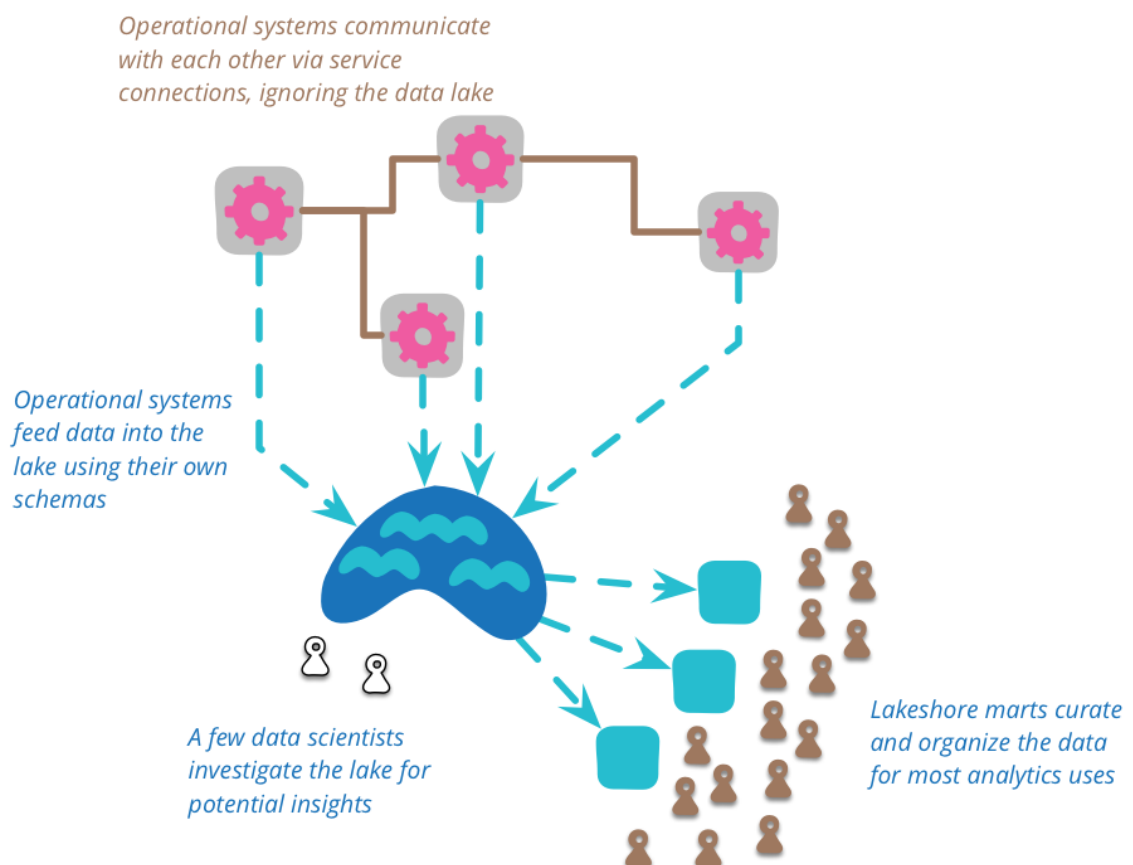 Operational systems communicate
with each other via service
connections, ignoring the data lake
Operational systems
feed data into the
lake using their own
schemas
A few data scientists
investigate the lake for
potential insights
Lakeshore marts curate
and organize the data
for most analytics uses